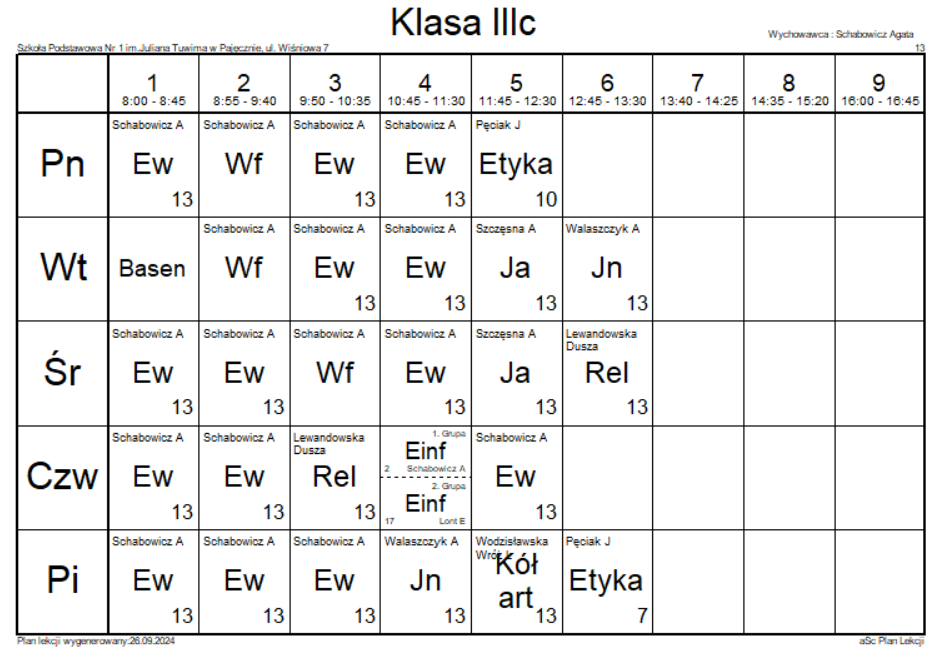 Klasa IIIc
Wychowawca : Schabowicz Agata
Szkoła Podstawowa Nr 1 im.Juliana Tuwima w Pajęcznie, ul. Wiśniowa 7
13
1 2 3 4 5 6 7 8 9
8:00 - 8:45 8:55 - 9:40 9:50 - 10:35 10:45 - 11:30 11:45 - 12:30 12:45 - 13:30 13:40 - 14:25 14:35 - 15:20 16:00 - 16:45
Schabowicz A Schabowicz A Schabowicz A Schabowicz A Pęciak J
Pn Ew Wf Ew Ew Etyka
13 13 13 10
Schabowicz A Schabowicz A Schabowicz A Szczęsna A Walaszczyk A
Wt Basen Wf Ew Ew Ja Jn
13 13 13 13
Schabowicz A Schabowicz A Schabowicz A Schabowicz A Szczęsna A Lewandowska
Dusza
Śr Ew Ew Wf Ew Ja Rel
13 13 13 13 13
Schabowicz A Schabowicz A Lewandowska 1. Grupa Schabowicz A
Dusza
Einf
2 Schabowicz A
Czw Ew Ew Rel Ew
2. Grupa
Einf
13 13 13 17 Lont E 13
Schabowicz A Schabowicz A Schabowicz A Walaszczyk A Wodzisławska Pęciak J
Kół
Pi Ew Ew Ew Jn Etyka
art
13 13 13 13 13 7
Plan lekcji wygenerowany:26.09.2024 aSc Plan Lekcji